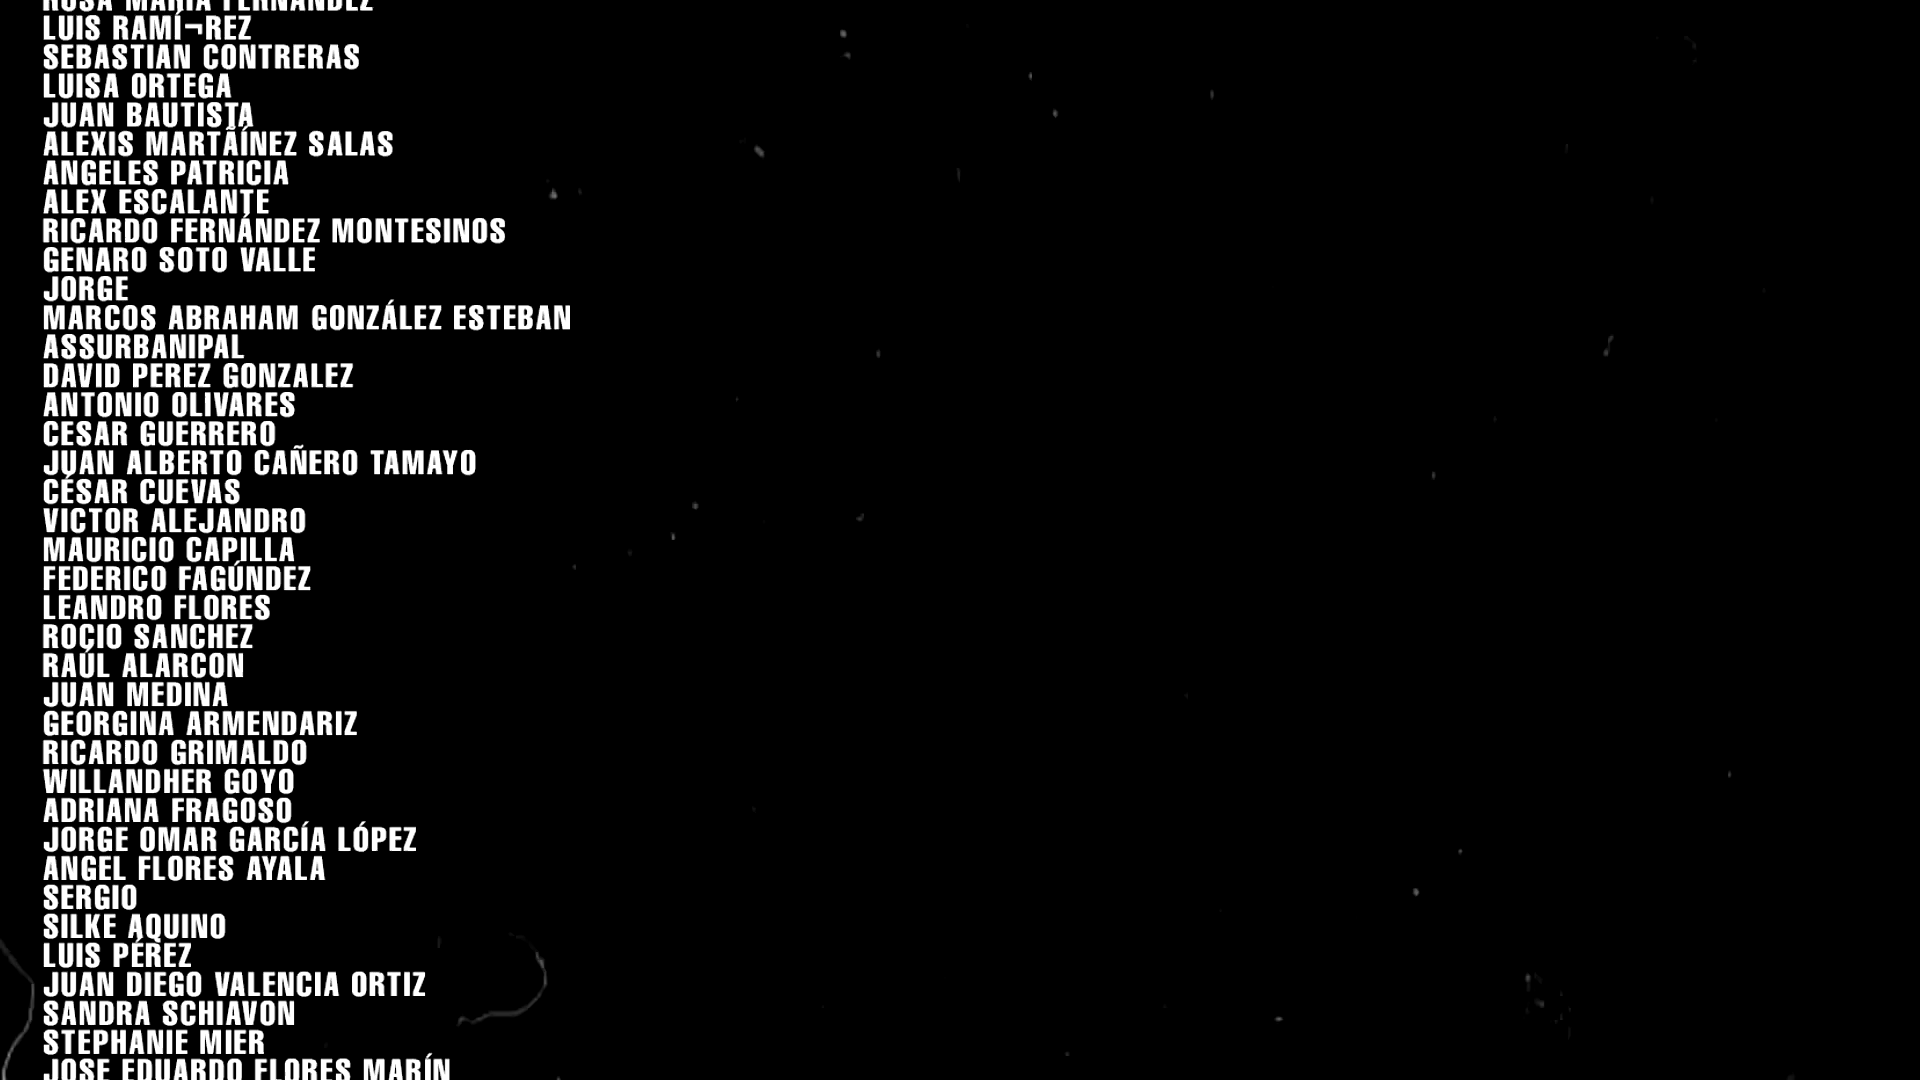 ROSA MARÍA FERNÁNDEZ
LUIS RAMÍ¬REZ
SEBASTIAN CONTRERAS
LUISA ORTEGA
JUAN BAUTISTA
ALEXIS MARTÃÍNEZ SALAS
ANGELES PATRICIA
ALEX ESCALANTE
RICARDO FERNÁNDEZ MONTESINOS
GENARO SOTO VALLE
JORGE
MARCOS ABRAHAM GONZÁLEZ ESTEBAN
ASSURBANIPAL
DAVID PEREZ GONZALEZ
ANTONIO OLIVARES
CESAR GUERRERO
JUAN ALBERTO CAÑERO TAMAYO
CÉSAR CUEVAS
VICTOR ALEJANDRO
MAURICIO CAPILLA
FEDERICO FAGÚNDEZ
LEANDRO FLORES
ROCIO SANCHEZ
RAÚL ALARCON
JUAN MEDINA
GEORGINA ARMENDARIZ
RICARDO GRIMALDO
WILLANDHER GOYO
ADRIANA FRAGOSO
JORGE OMAR GARCÍA LÓPEZ
ANGEL FLORES AYALA
SERGIO
SILKE AQUINO
LUIS PÉREZ
JUAN DIEGO VALENCIA ORTIZ
SANDRA SCHIAVON
STEPHANIE MIER
JOSE EDUARDO FLORES MARÍN